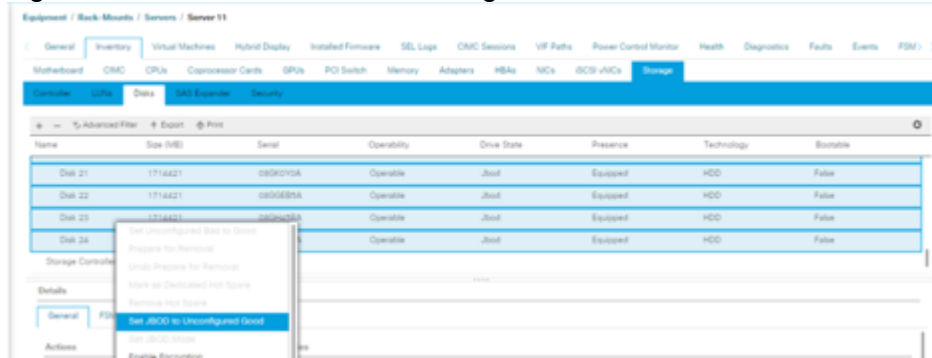 Equipment / Rack-Mounts / Servers / Server 11
General Inventory Virtual Machines Hybrid Display Installed Firmware SEL Logs CIMC Sessions VIF Paths Power Control Monitor Health Diagnostics Faults Events FSM
Motherboard CIMC CPUs Coprocessor Cards GPUs PCI Switch Memory Adapters HBAs NICs iSCSI vNICs Storage
Controller LUNs Disks SAS Expander Security
+ − Advanced Filter Export Print
Name Size (MB) Serial Operability Drive State Presence Technology Bootable
Disk 21 1714421 Operable Jbod Equipped HDD False
Disk 22 1714421 Operable Jbod Equipped HDD False
Disk 23 1714421 Operable Jbod Equipped HDD False
Disk 24 Operable Jbod Equipped HDD False
Set Unconfigured Bad to Good
Prepare for Removal
Storage Controller
Undo Prepare for Removal
Mark as Dedicated Hot Spare
Details
Remove Hot Spare
General
Set JBOD to Unconfigured Good
Set JBOD Mode
Actions
Enable Encryption